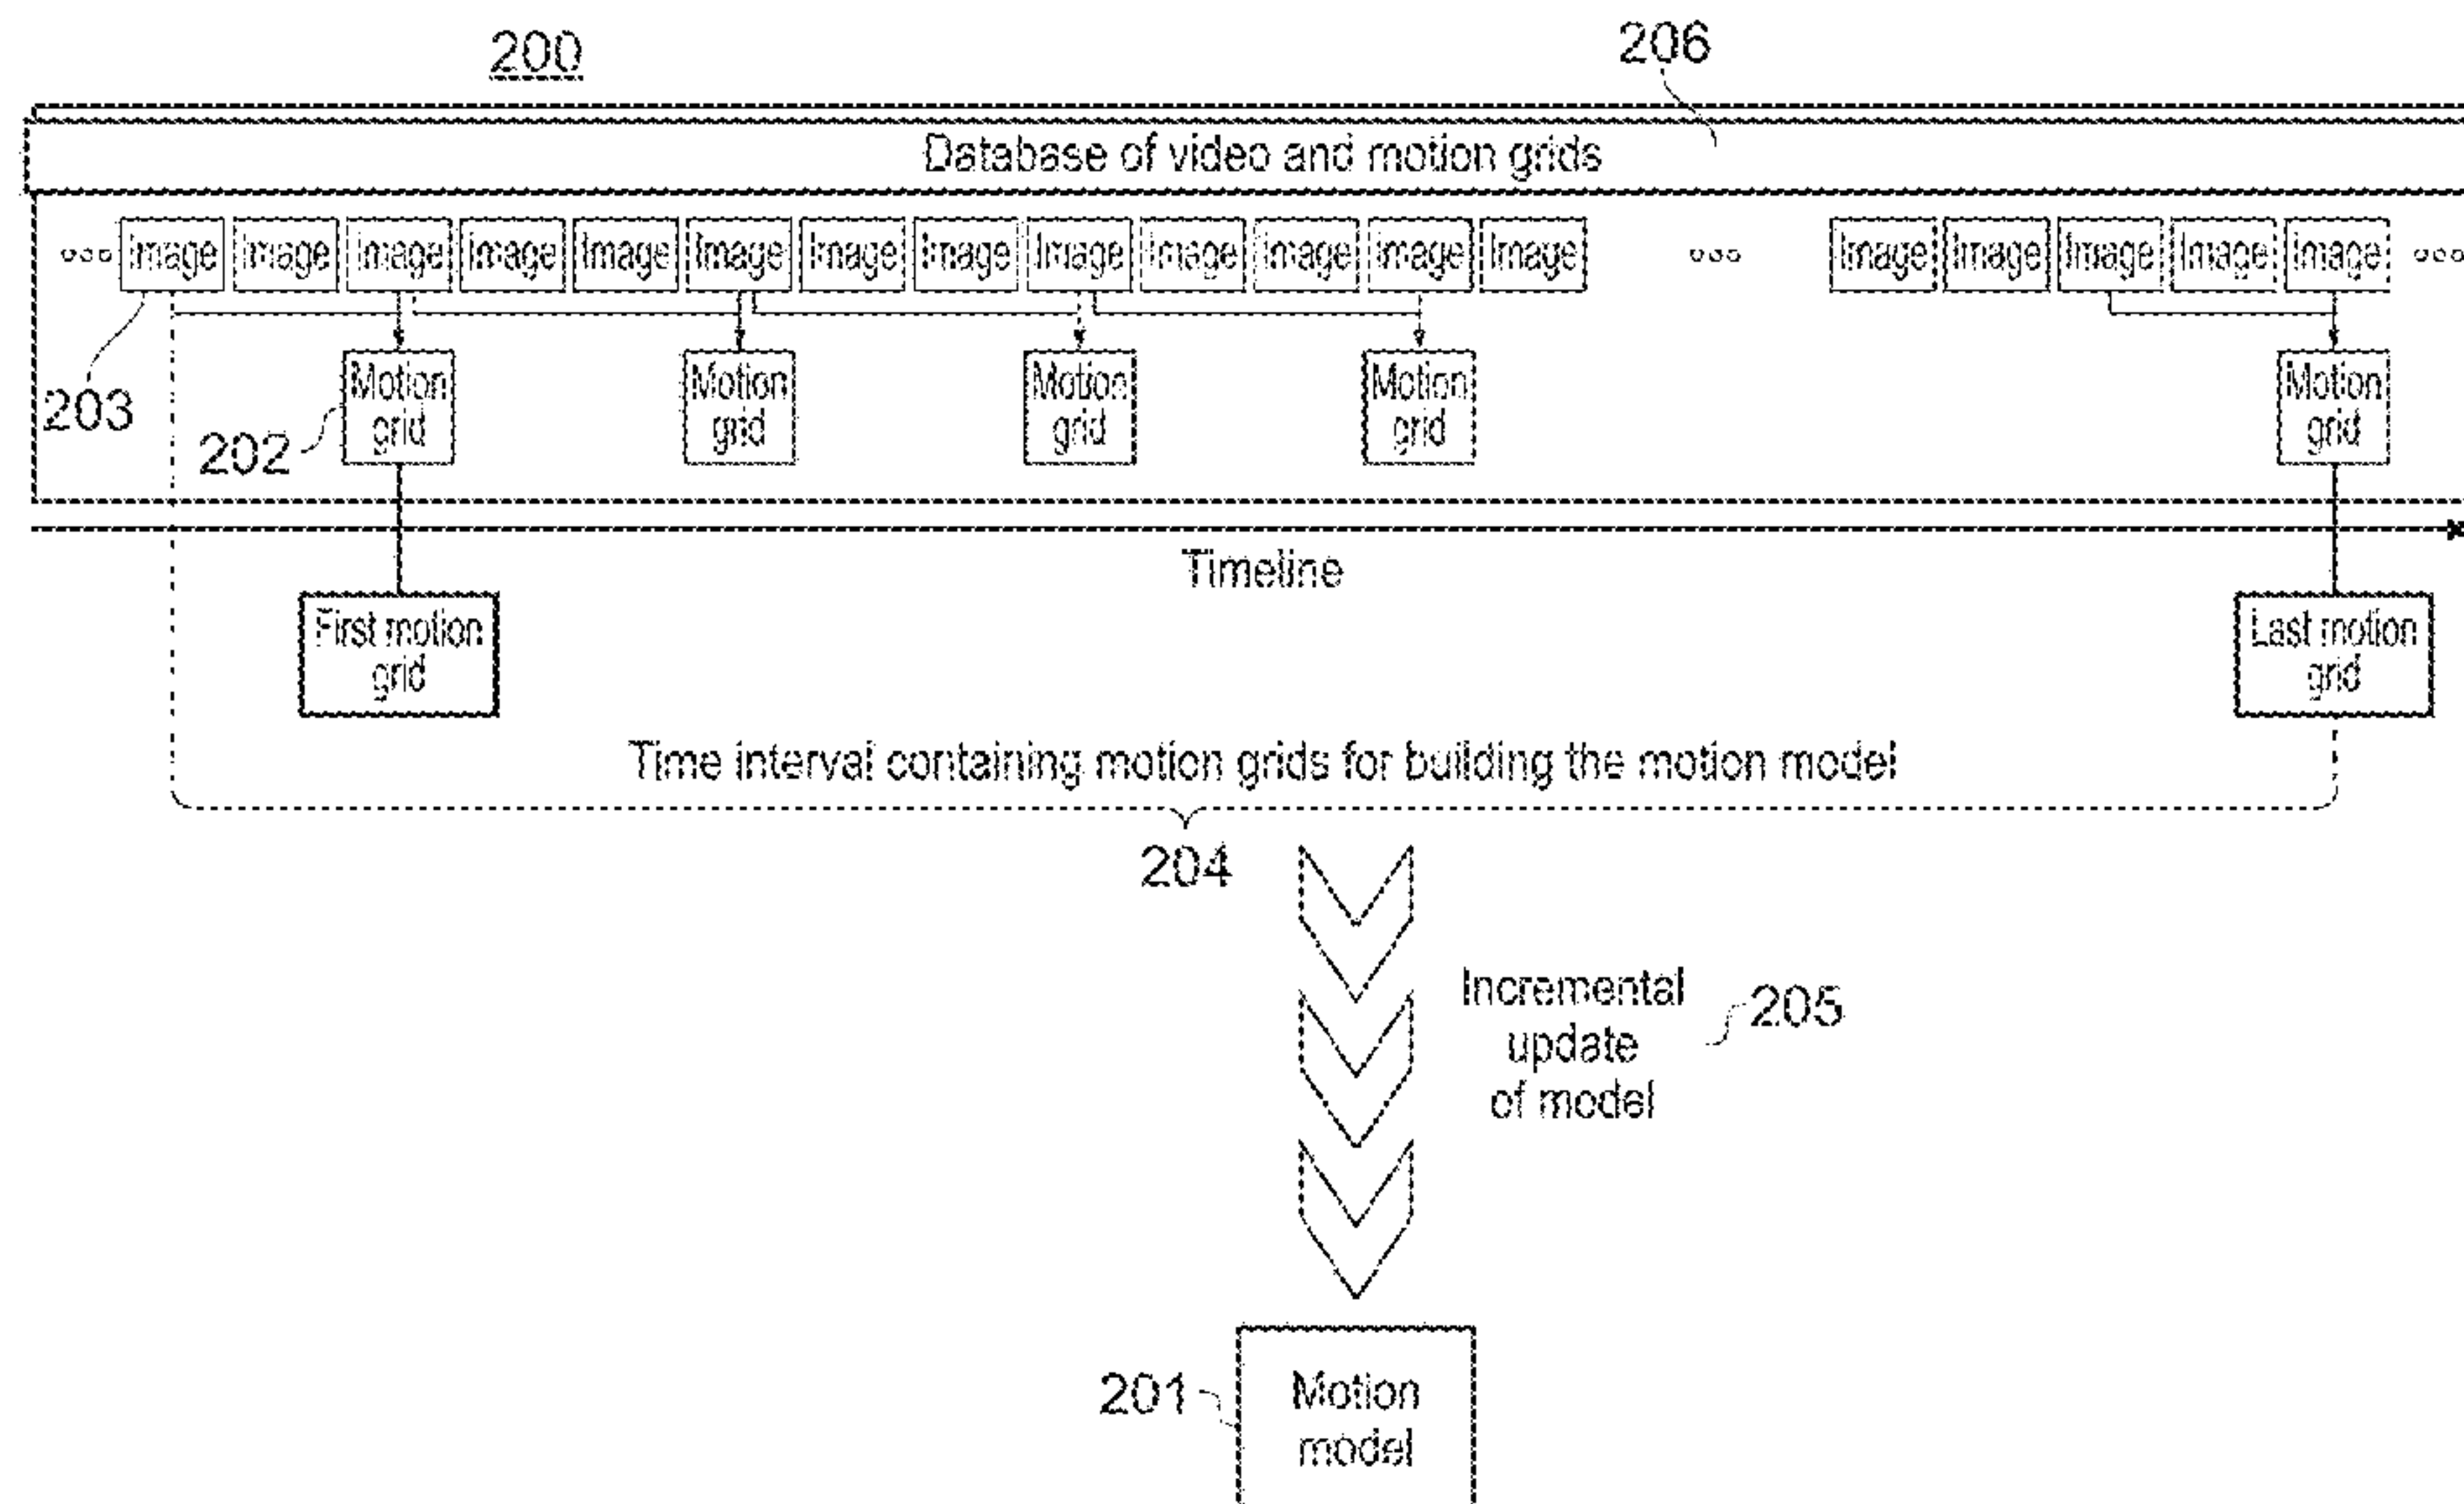 200
206
Database of video and motion grids
ooo Image Image Image Image Image Image Image Image Image Image Image Image Image ooo Image Image Image Image Image ooo
203
202
Motion grid
Motion grid
Motion grid
Motion grid
Motion grid
Timeline
First motion grid
Last motion grid
Time interval containing motion grids for building the motion model
204
Incremental
update
of model
205
201
Motion
model